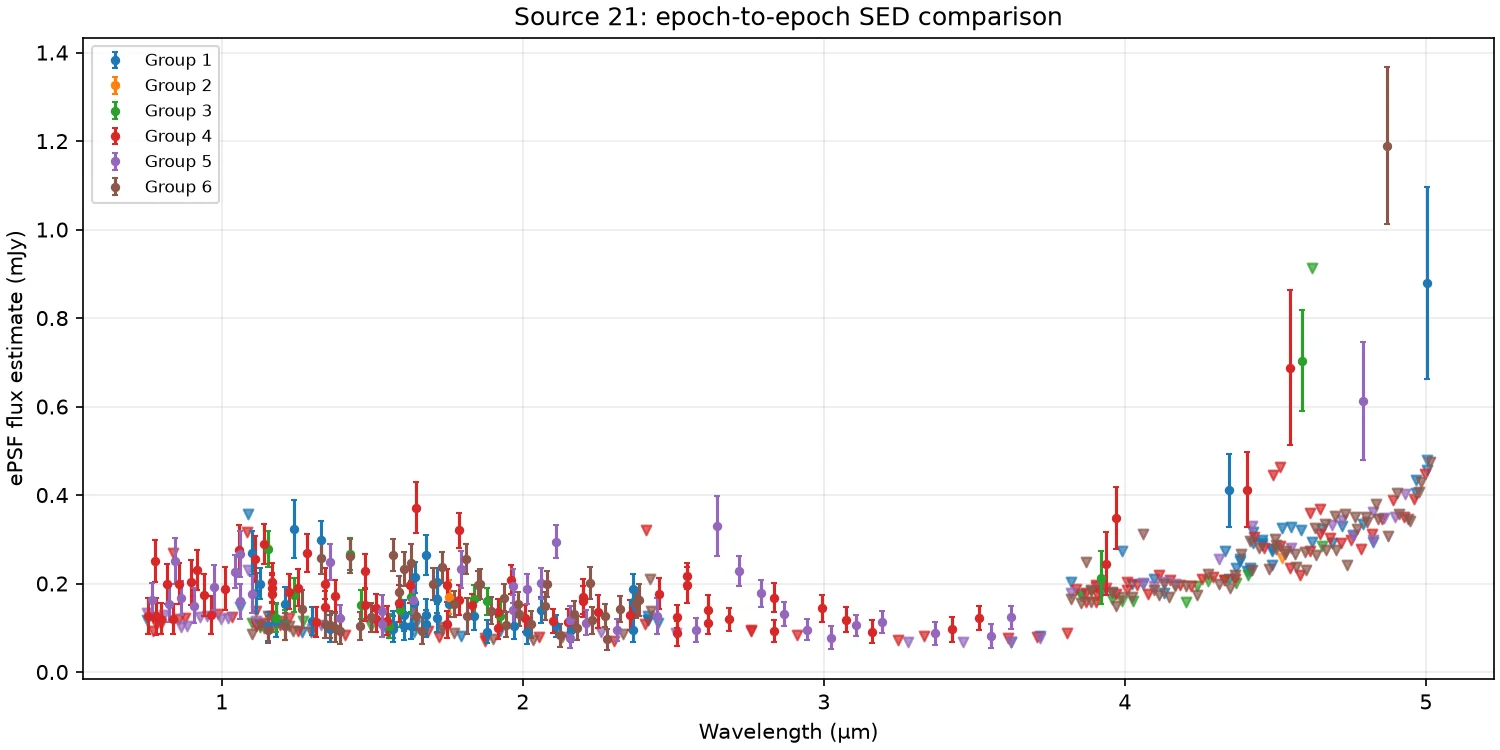 Source 21: epoch-to-epoch SED comparison
1.4
1.2
1.0
0.8
0.6
0.4
0.2
0.0
ePSF flux estimate (mJy)
Group 1
Group 2
Group 3
Group 4
Group 5
Group 6
1 2 3 4 5
Wavelength (μm)